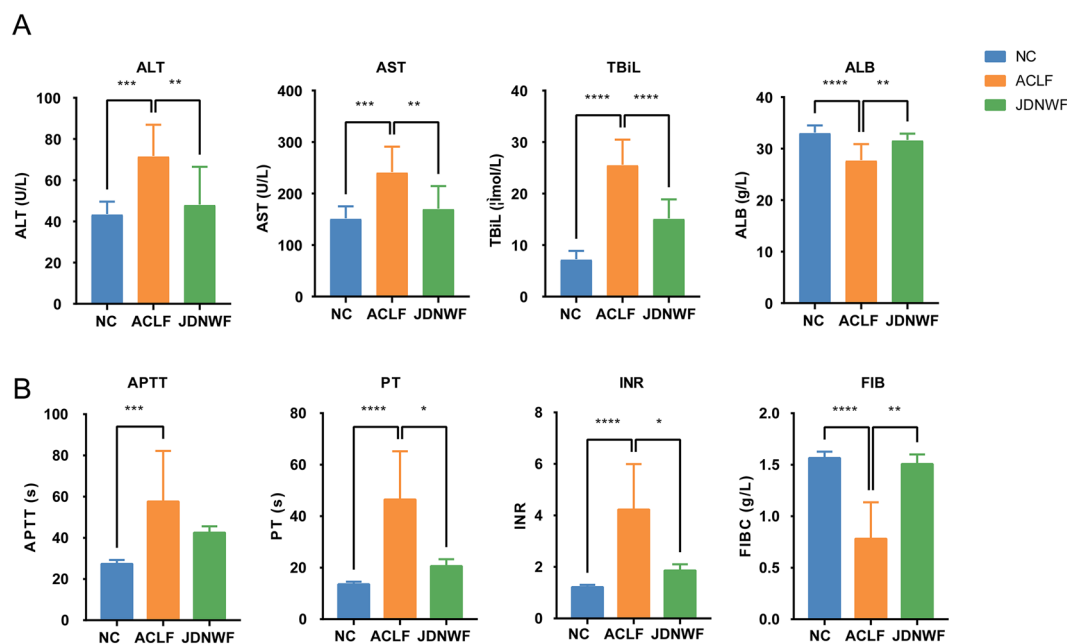 A
NC
ACLF
JDNWF
ALT
*** **
ALT (U/L)
100
80
60
40
20
0
NC ACLF JDNWF
AST
*** **
AST (U/L)
400
300
200
100
0
NC ACLF JDNWF
TBiL
**** ****
TBiL (μmol/L)
40
30
20
10
0
NC ACLF JDNWF
ALB
**** **
ALB (g/L)
40
30
20
10
0
NC ACLF JDNWF
B
APTT
***
APTT (s)
100
80
60
40
20
0
NC ACLF JDNWF
PT
**** *
PT (s)
80
60
40
20
0
NC ACLF JDNWF
INR
**** *
INR
8
6
4
2
0
NC ACLF JDNWF
FIB
**** **
FIBC (g/L)
2.0
1.5
1.0
0.5
0.0
NC ACLF JDNWF